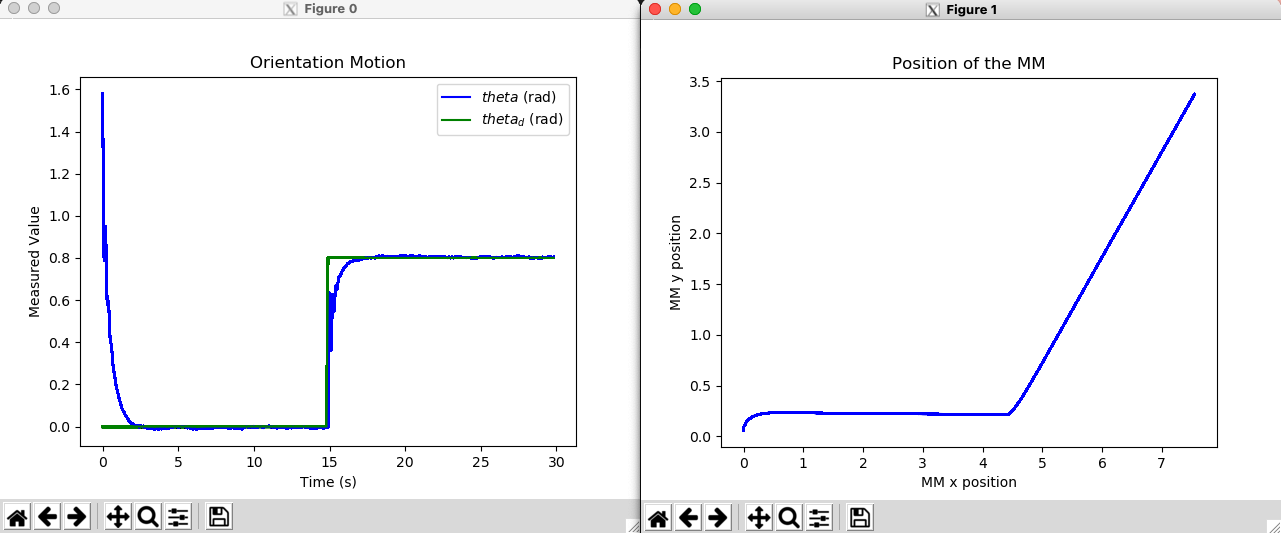 Figure 0
Orientation Motion
theta (rad)
theta_d (rad)
Measured Value
1.6
1.4
1.2
1.0
0.8
0.6
0.4
0.2
0.0
0 5 10 15 20 25 30
Time (s)
Figure 1
Position of the MM
MM y position
3.5
3.0
2.5
2.0
1.5
1.0
0.5
0.0
0 1 2 3 4 5 6 7
MM x position